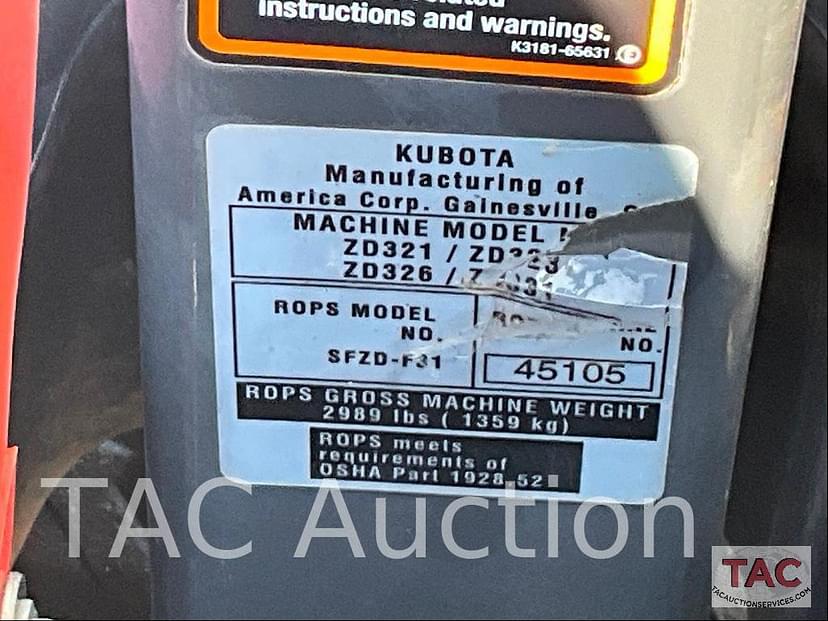 instructions and warnings.
K3181-65631 E
KUBOTA
Manufacturing of
America Corp. Gainesville
MACHINE MODEL
ZD321 /
ZD326 /
ROPS MODEL
NO.
SFZD-F31
NO.
45105
ROPS GROSS MACHINE WEIGHT
2989 lbs ( 1359 kg)
ROPS meets
requirements of
OSHA Part 1928.52
TAC Auction
TAC
TACAUCTIONSERVICES.COM